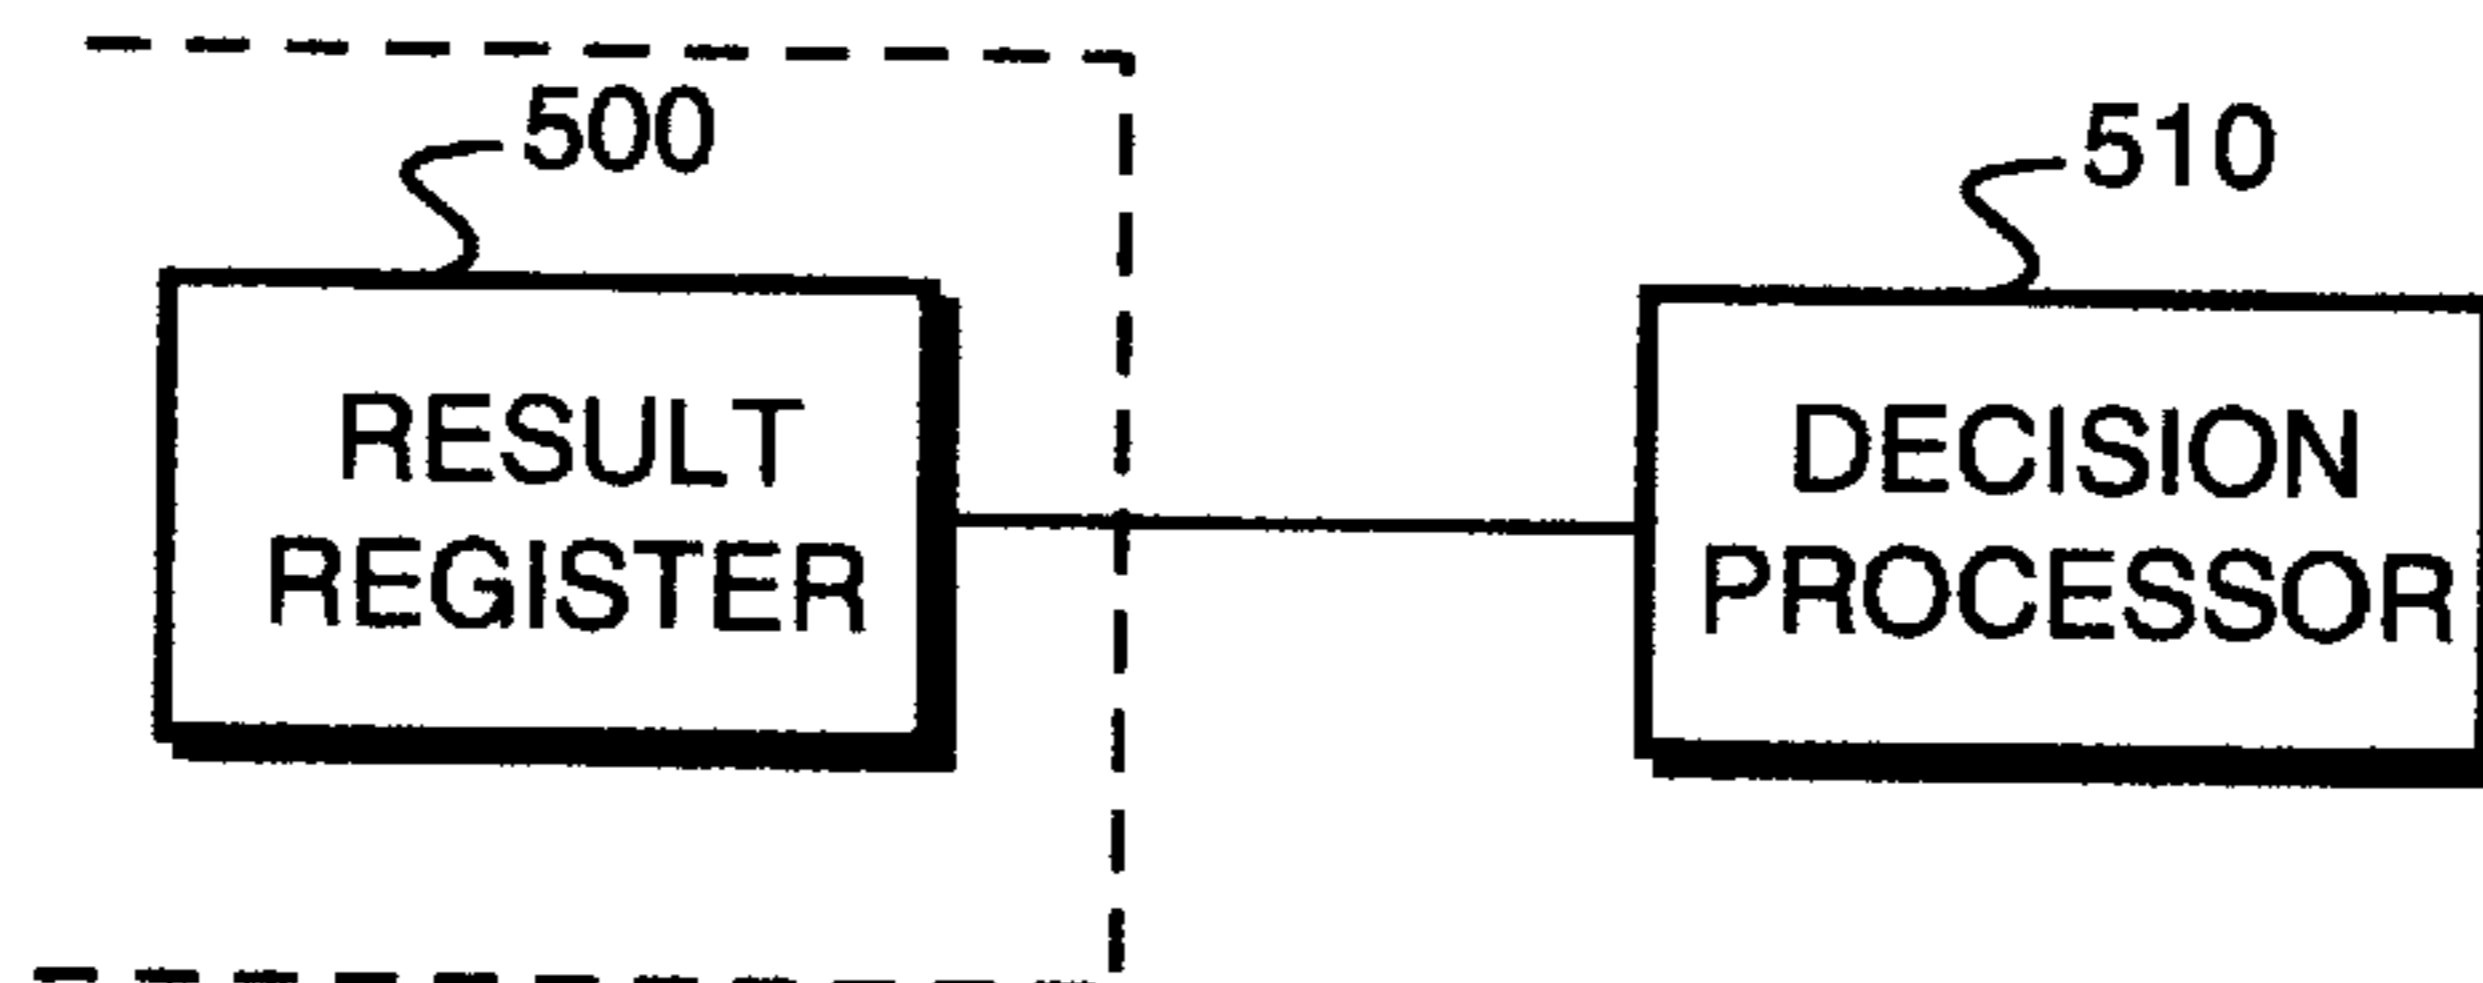 500
RESULT
REGISTER
510
DECISION
PROCESSOR